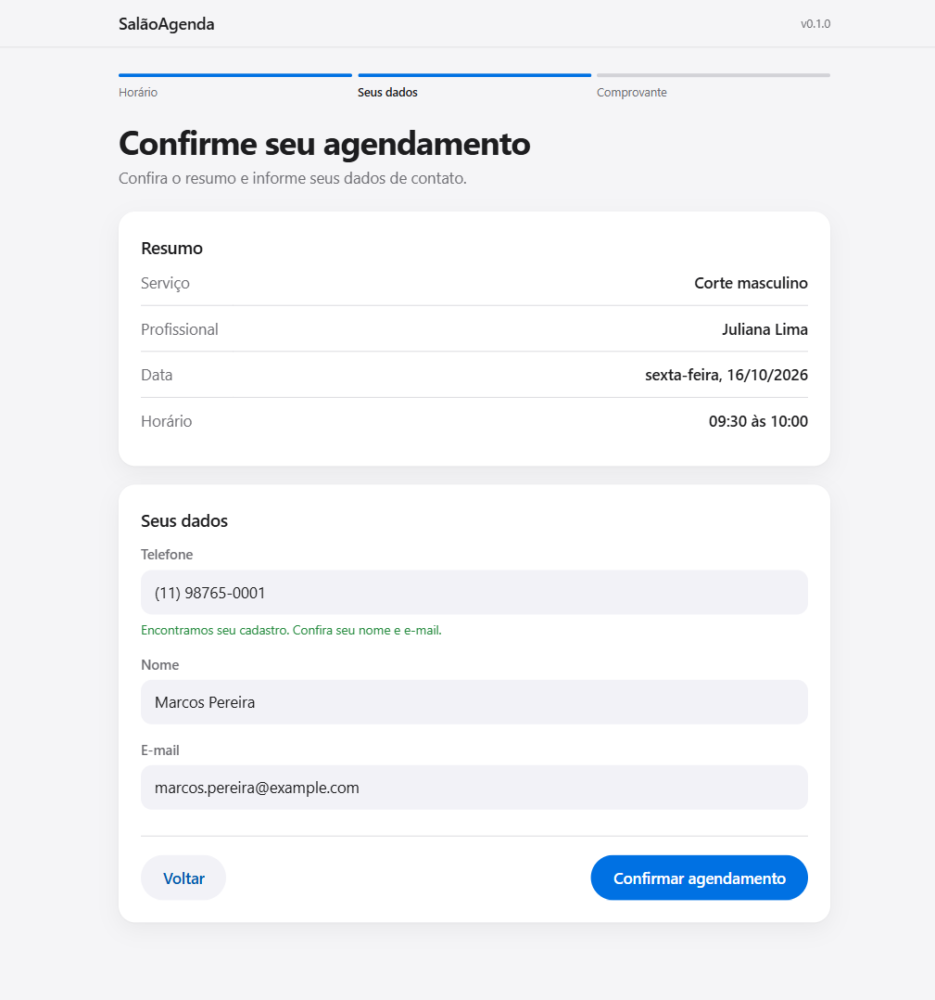 SalãoAgenda
v0.1.0
Horário
Seus dados
Comprovante
Confirme seu agendamento
Confira o resumo e informe seus dados de contato.
Resumo
Serviço
Corte masculino
Profissional
Juliana Lima
Data
sexta-feira, 16/10/2026
Horário
09:30 às 10:00
Seus dados
Telefone
(11) 98765-0001
Encontramos seu cadastro. Confira seu nome e e-mail.
Nome
Marcos Pereira
E-mail
marcos.pereira@example.com
Voltar
Confirmar agendamento